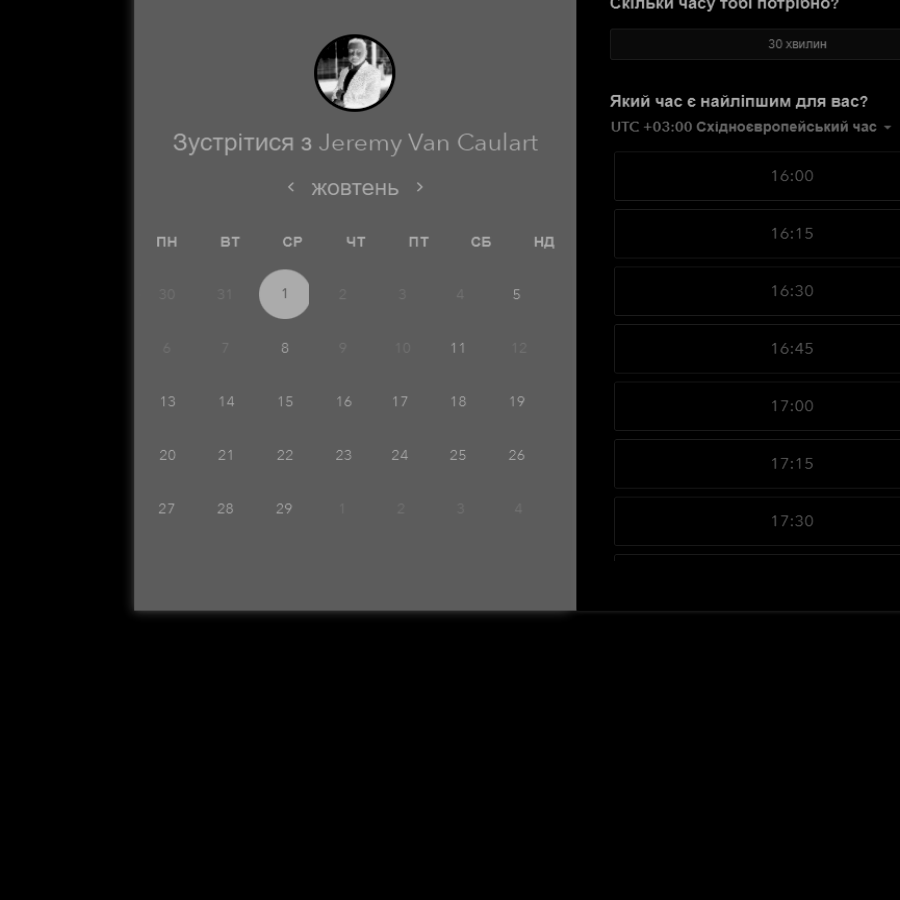 Зустрітися з Jeremy Van Caulart
жовтень
ПН ВТ СР ЧТ ПТ СБ НД
30 31 1 2 3 4 5
6 7 8 9 10 11 12
13 14 15 16 17 18 19
20 21 22 23 24 25 26
27 28 29 1 2 3 4
Скільки часу тобі потрібно?
30 хвилин
Який час є найліпшим для вас?
UTC +03:00 Східноєвропейський час
16:00
16:15
16:30
16:45
17:00
17:15
17:30